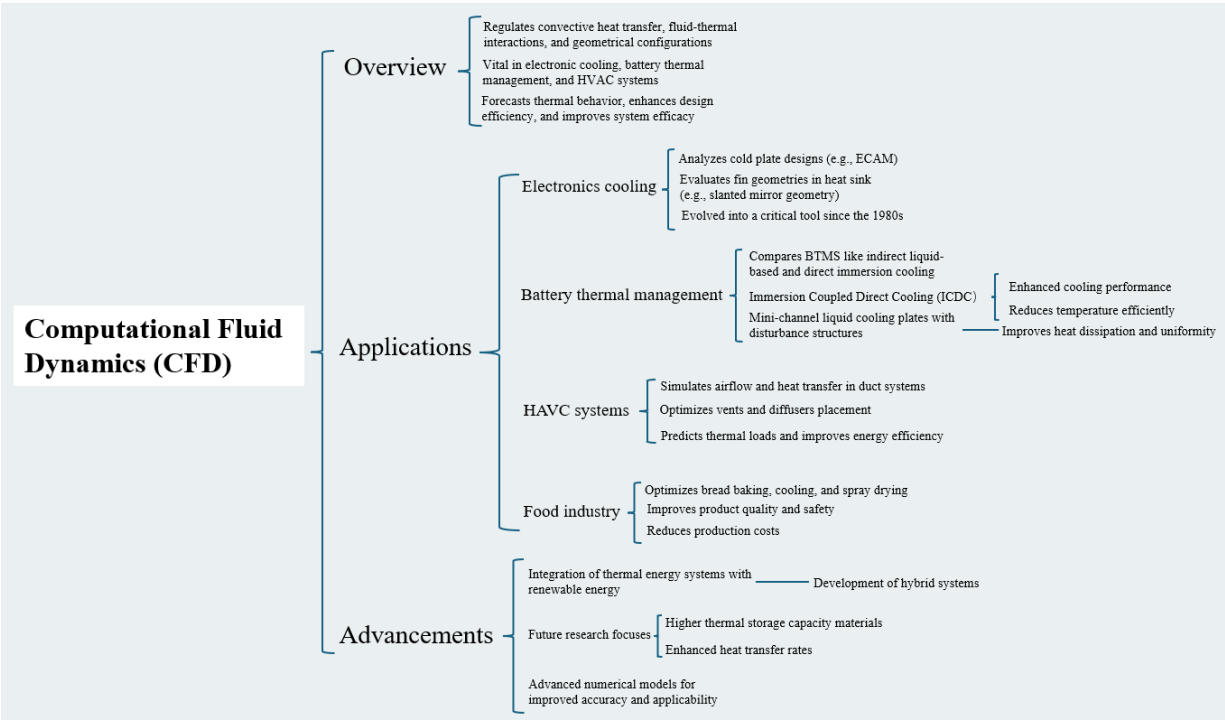 Computational Fluid
Dynamics (CFD)
Overview
Regulates convective heat transfer, fluid-thermal
interactions, and geometrical configurations
Vital in electronic cooling, battery thermal
management, and HVAC systems
Forecasts thermal behavior, enhances design
efficiency, and improves system efficacy
Applications
Electronics cooling
Analyzes cold plate designs (e.g., ECAM)
Evaluates fin geometries in heat sink
(e.g., slanted mirror geometry)
Evolved into a critical tool since the 1980s
Battery thermal management
Compares BTMS like indirect liquid-
based and direct immersion cooling
Immersion Coupled Direct Cooling (ICDC)
Enhanced cooling performance
Reduces temperature efficiently
Mini-channel liquid cooling plates with
disturbance structures
Improves heat dissipation and uniformity
HAVC systems
Simulates airflow and heat transfer in duct systems
Optimizes vents and diffusers placement
Predicts thermal loads and improves energy efficiency
Food industry
Optimizes bread baking, cooling, and spray drying
Improves product quality and safety
Reduces production costs
Advancements
Integration of thermal energy systems with
renewable energy
Development of hybrid systems
Future research focuses
Higher thermal storage capacity materials
Enhanced heat transfer rates
Advanced numerical models for
improved accuracy and applicability